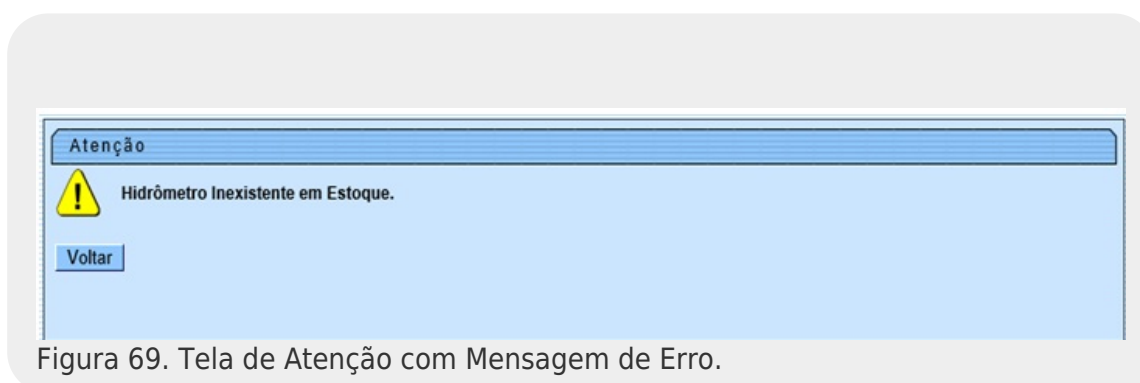 Atenção
Hidrômetro Inexistente em Estoque.
Voltar
Figura 69. Tela de Atenção com Mensagem de Erro.